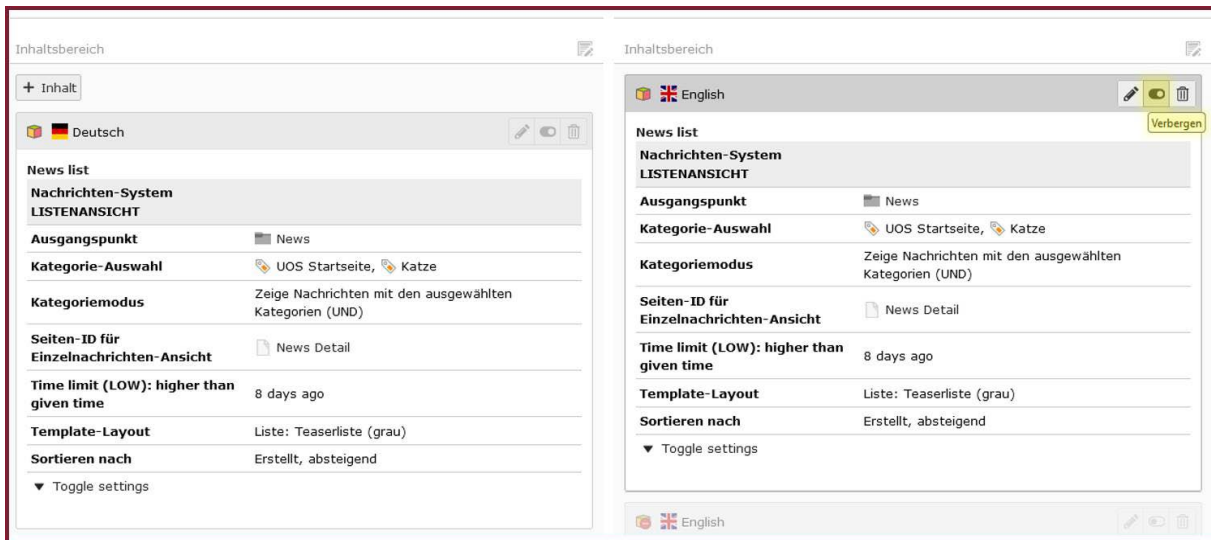 Inhaltsbereich
+ Inhalt
Deutsch
News list
Nachrichten-System
LISTENANSICHT
Ausgangspunkt News
Kategorie-Auswahl UOS Startseite, Katze
Kategoriemodus Zeige Nachrichten mit den ausgewählten
Kategorien (UND)
Seiten-ID für
Einzelnachrichten-Ansicht News Detail
Time limit (LOW): higher than
given time 8 days ago
Template-Layout Liste: Teaserliste (grau)
Sortieren nach Erstellt, absteigend
▼ Toggle settings
Inhaltsbereich
English
Verbergen
News list
Nachrichten-System
LISTENANSICHT
Ausgangspunkt News
Kategorie-Auswahl UOS Startseite, Katze
Kategoriemodus Zeige Nachrichten mit den ausgewählten
Kategorien (UND)
Seiten-ID für
Einzelnachrichten-Ansicht News Detail
Time limit (LOW): higher than
given time 8 days ago
Template-Layout Liste: Teaserliste (grau)
Sortieren nach Erstellt, absteigend
▼ Toggle settings
English